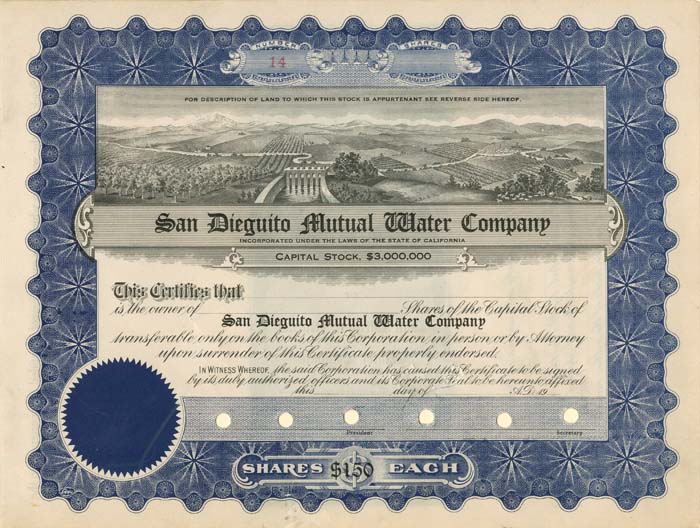 NUMBER SHARES
14
FOR DESCRIPTION OF LAND TO WHICH THIS STOCK IS APPURTENANT SEE REVERSE SIDE HEREOF.
San Dieguito Mutual Water Company
INCORPORATED UNDER THE LAWS OF THE STATE OF CALIFORNIA
CAPITAL STOCK, $3,000,000
This Certifies that
is the owner of Shares of the Capital Stock of
San Dieguito Mutual Water Company
transferable only on the books of this Corporation in person or by Attorney
upon surrender of this Certificate properly endorsed.
IN WITNESS WHEREOF, the said Corporation has caused this Certificate to be signed
by its duly authorized officers and its Corporate Seal to be hereunto affixed
this day of A.D. 19
President Secretary
SHARES $1.50 EACH